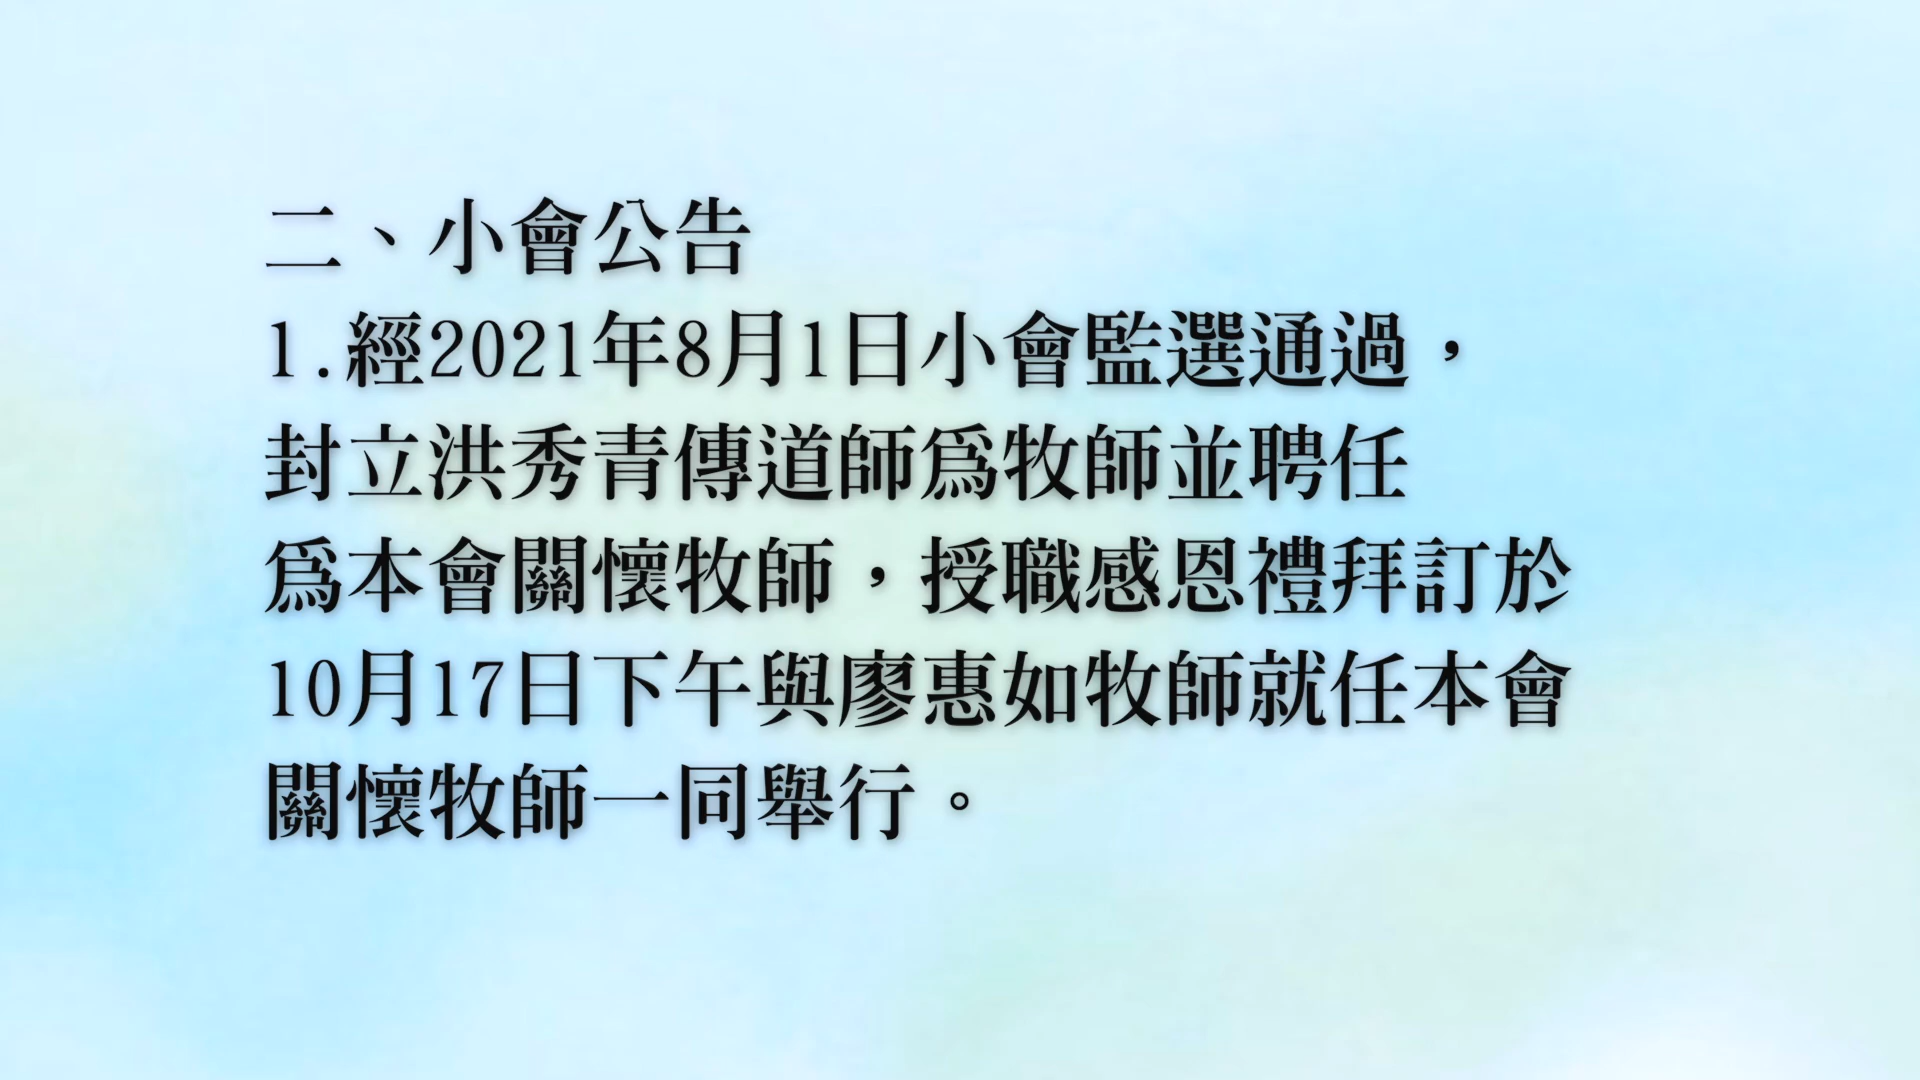 二、小會公告
1.經2021年8月1日小會監選通過，
封立洪秀青傳道師爲牧師並聘任
爲本會關懷牧師，授職感恩禮拜訂於
10月17日下午與廖惠如牧師就任本會
關懷牧師一同舉行。